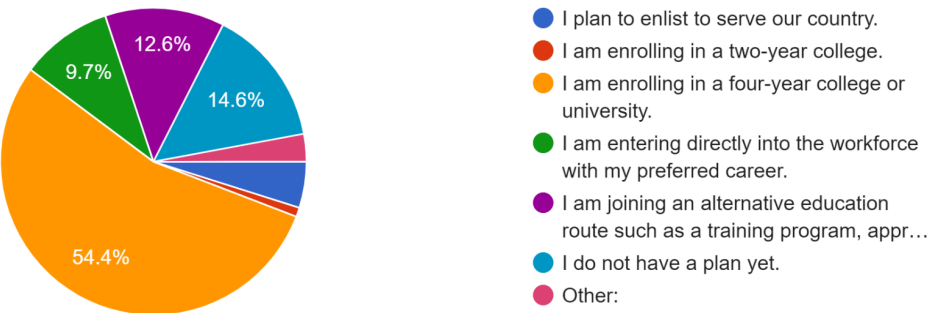 12.6%
9.7%
14.6%
54.4%
I plan to enlist to serve our country.
I am enrolling in a two-year college.
I am enrolling in a four-year college or
university.
I am entering directly into the workforce
with my preferred career.
I am joining an alternative education
route such as a training program, appr…
I do not have a plan yet.
Other: